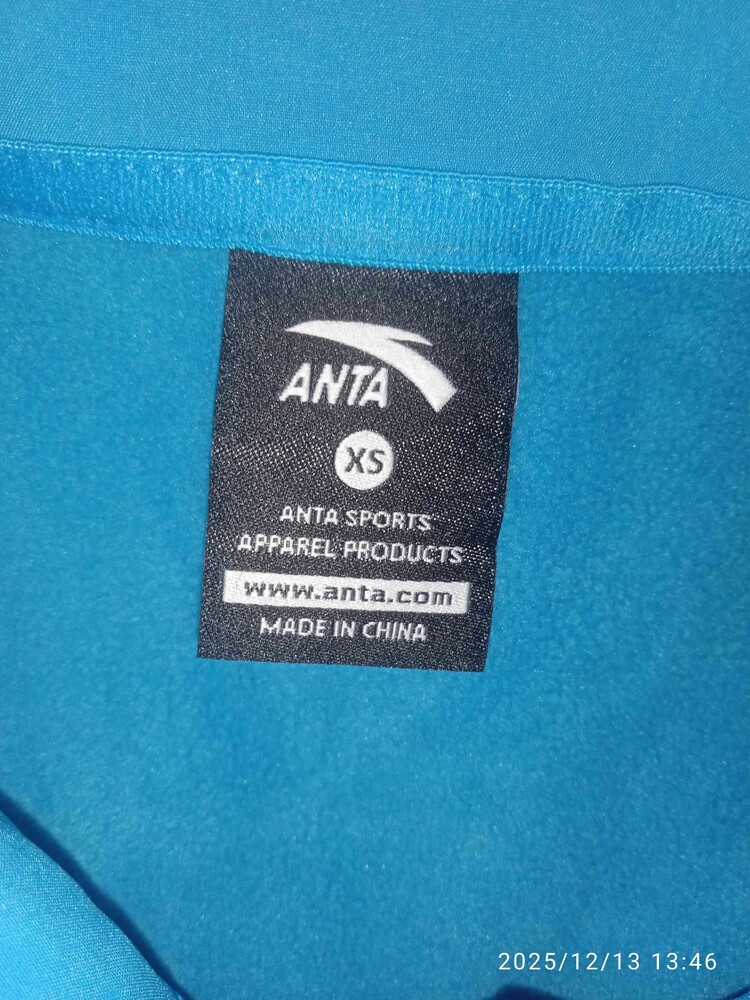 ANTA
XS
ANTA SPORTS
APPAREL PRODUCTS
www.anta.com
MADE IN CHINA
2025/12/13 13:46